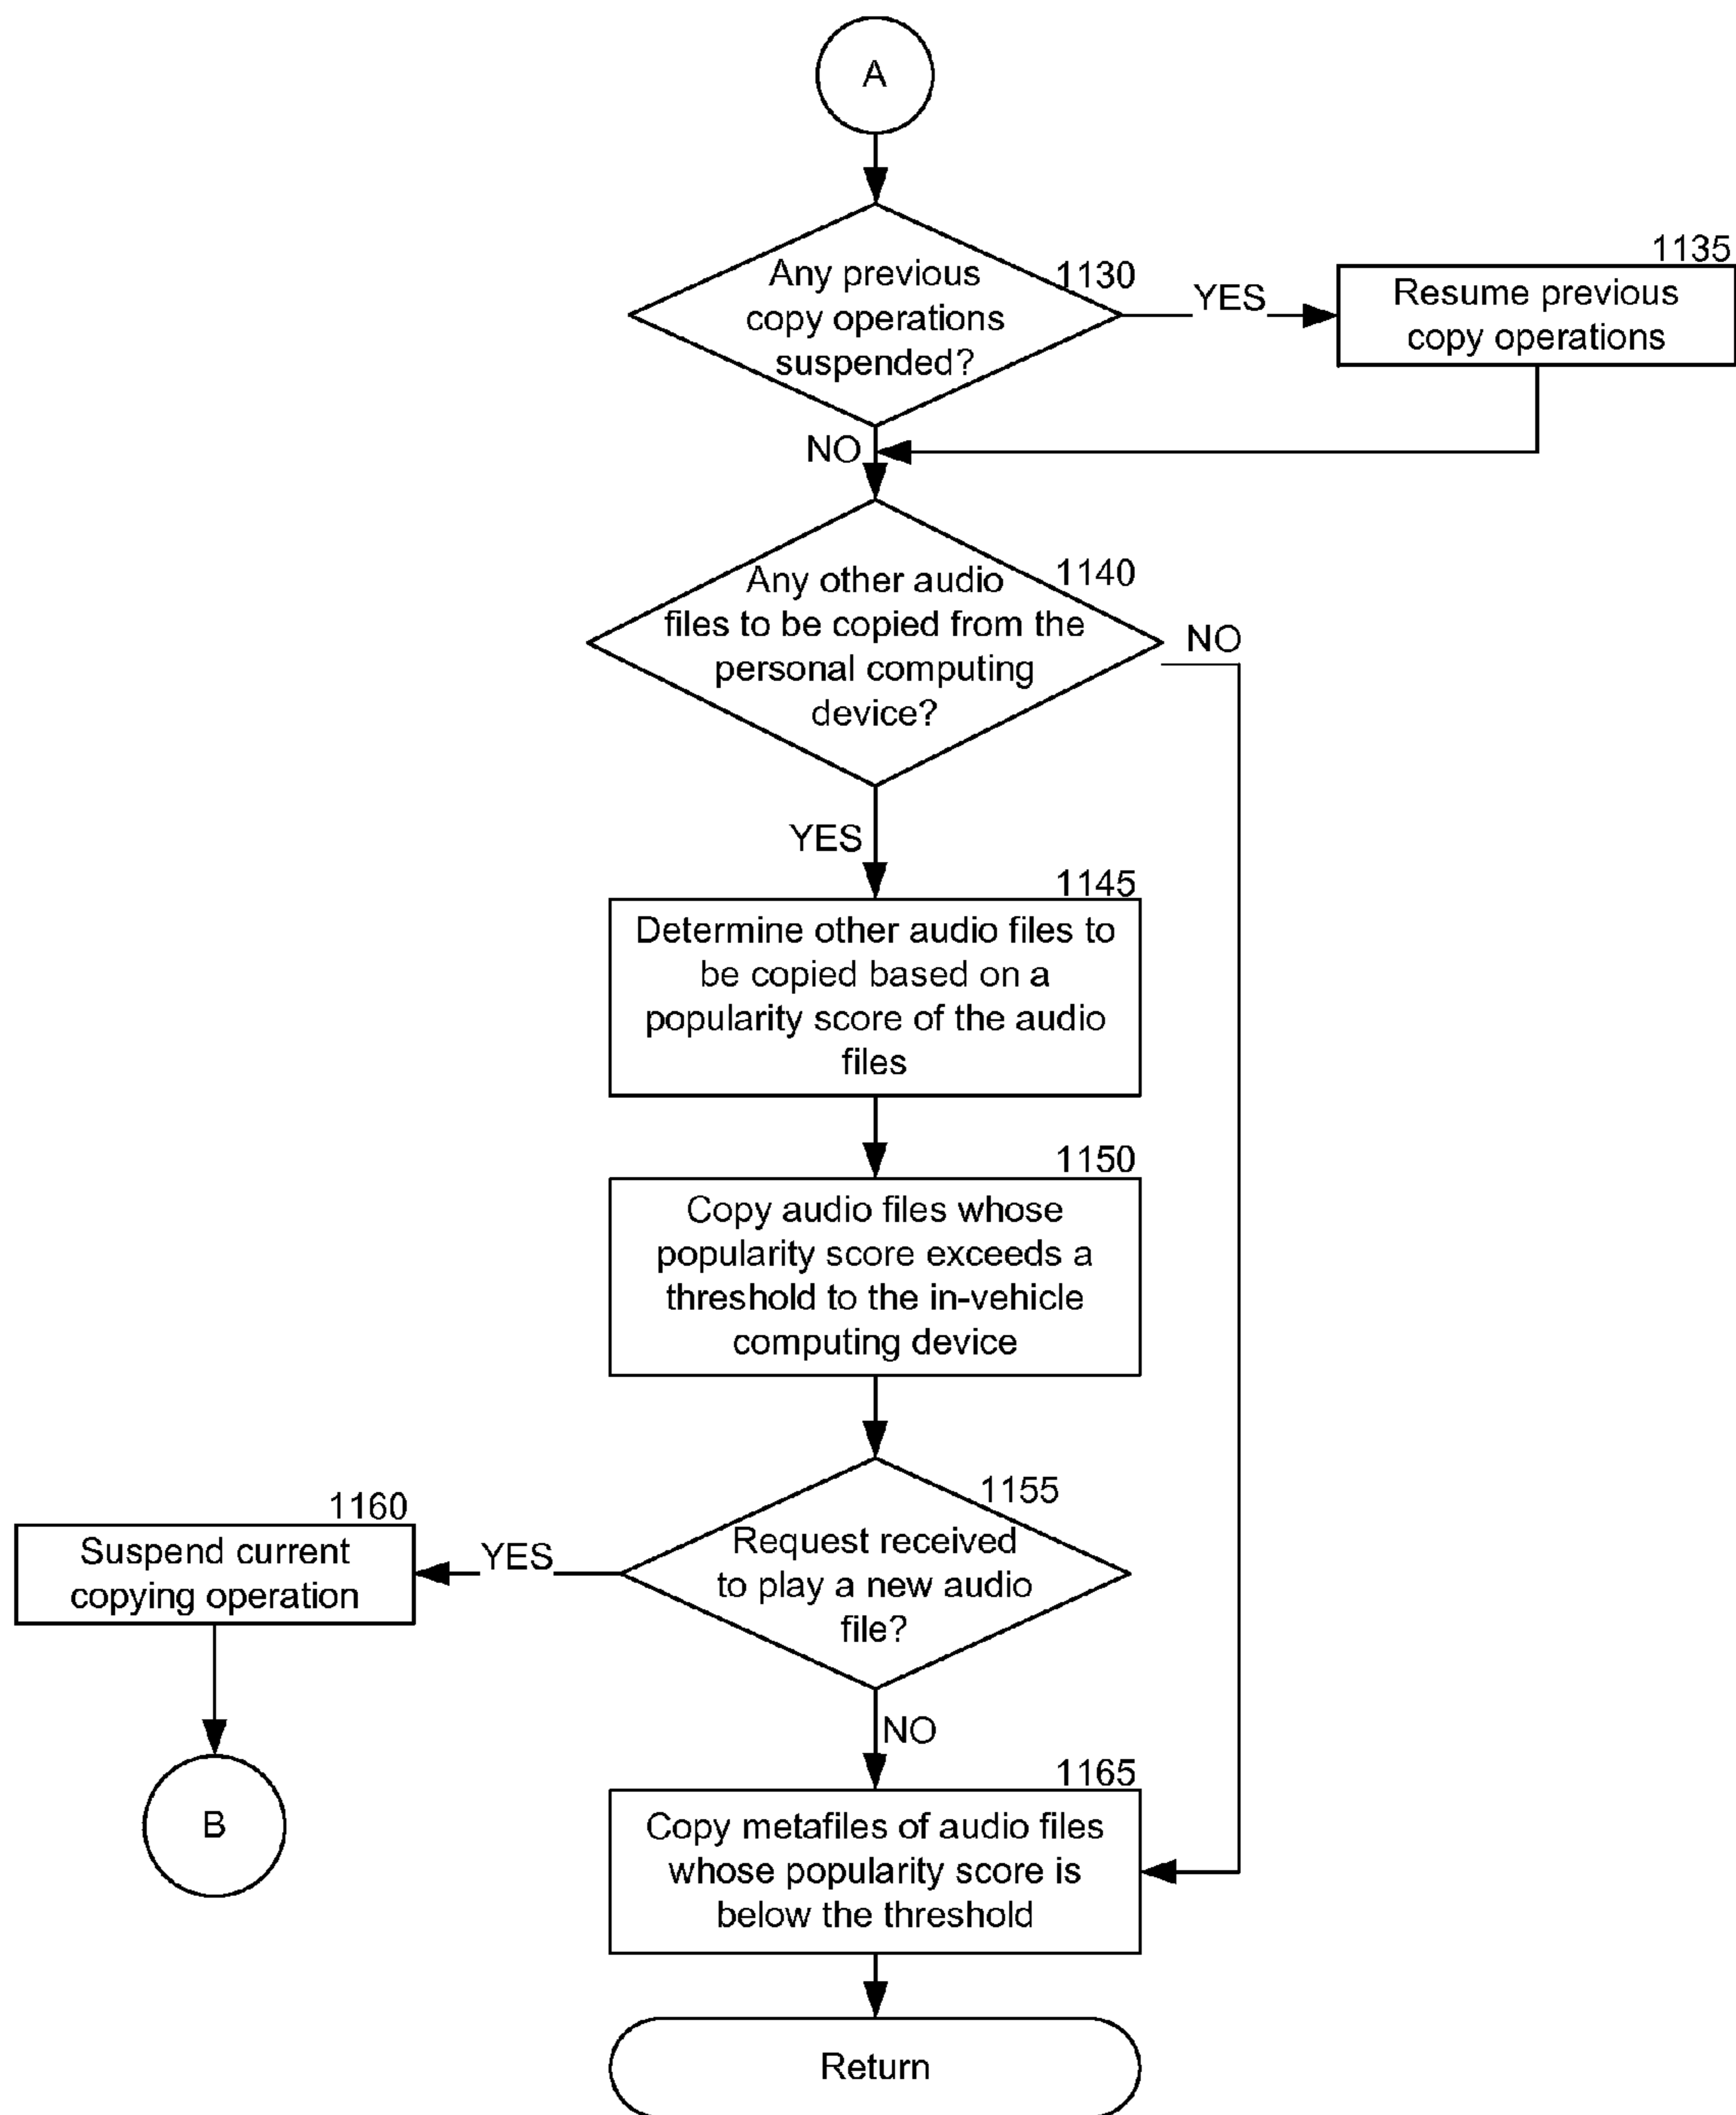 A
Any previous
copy operations
suspended?
1130
YES
1135
Resume previous
copy operations
NO
Any other audio
files to be copied from the
personal computing
device?
1140
NO
YES
1145
Determine other audio files to
be copied based on a
popularity score of the audio
files
1150
Copy audio files whose
popularity score exceeds a
threshold to the in-vehicle
computing device
1155
Request received
to play a new audio
file?
YES
1160
Suspend current
copying operation
B
NO
1165
Copy metafiles of audio files
whose popularity score is
below the threshold
Return